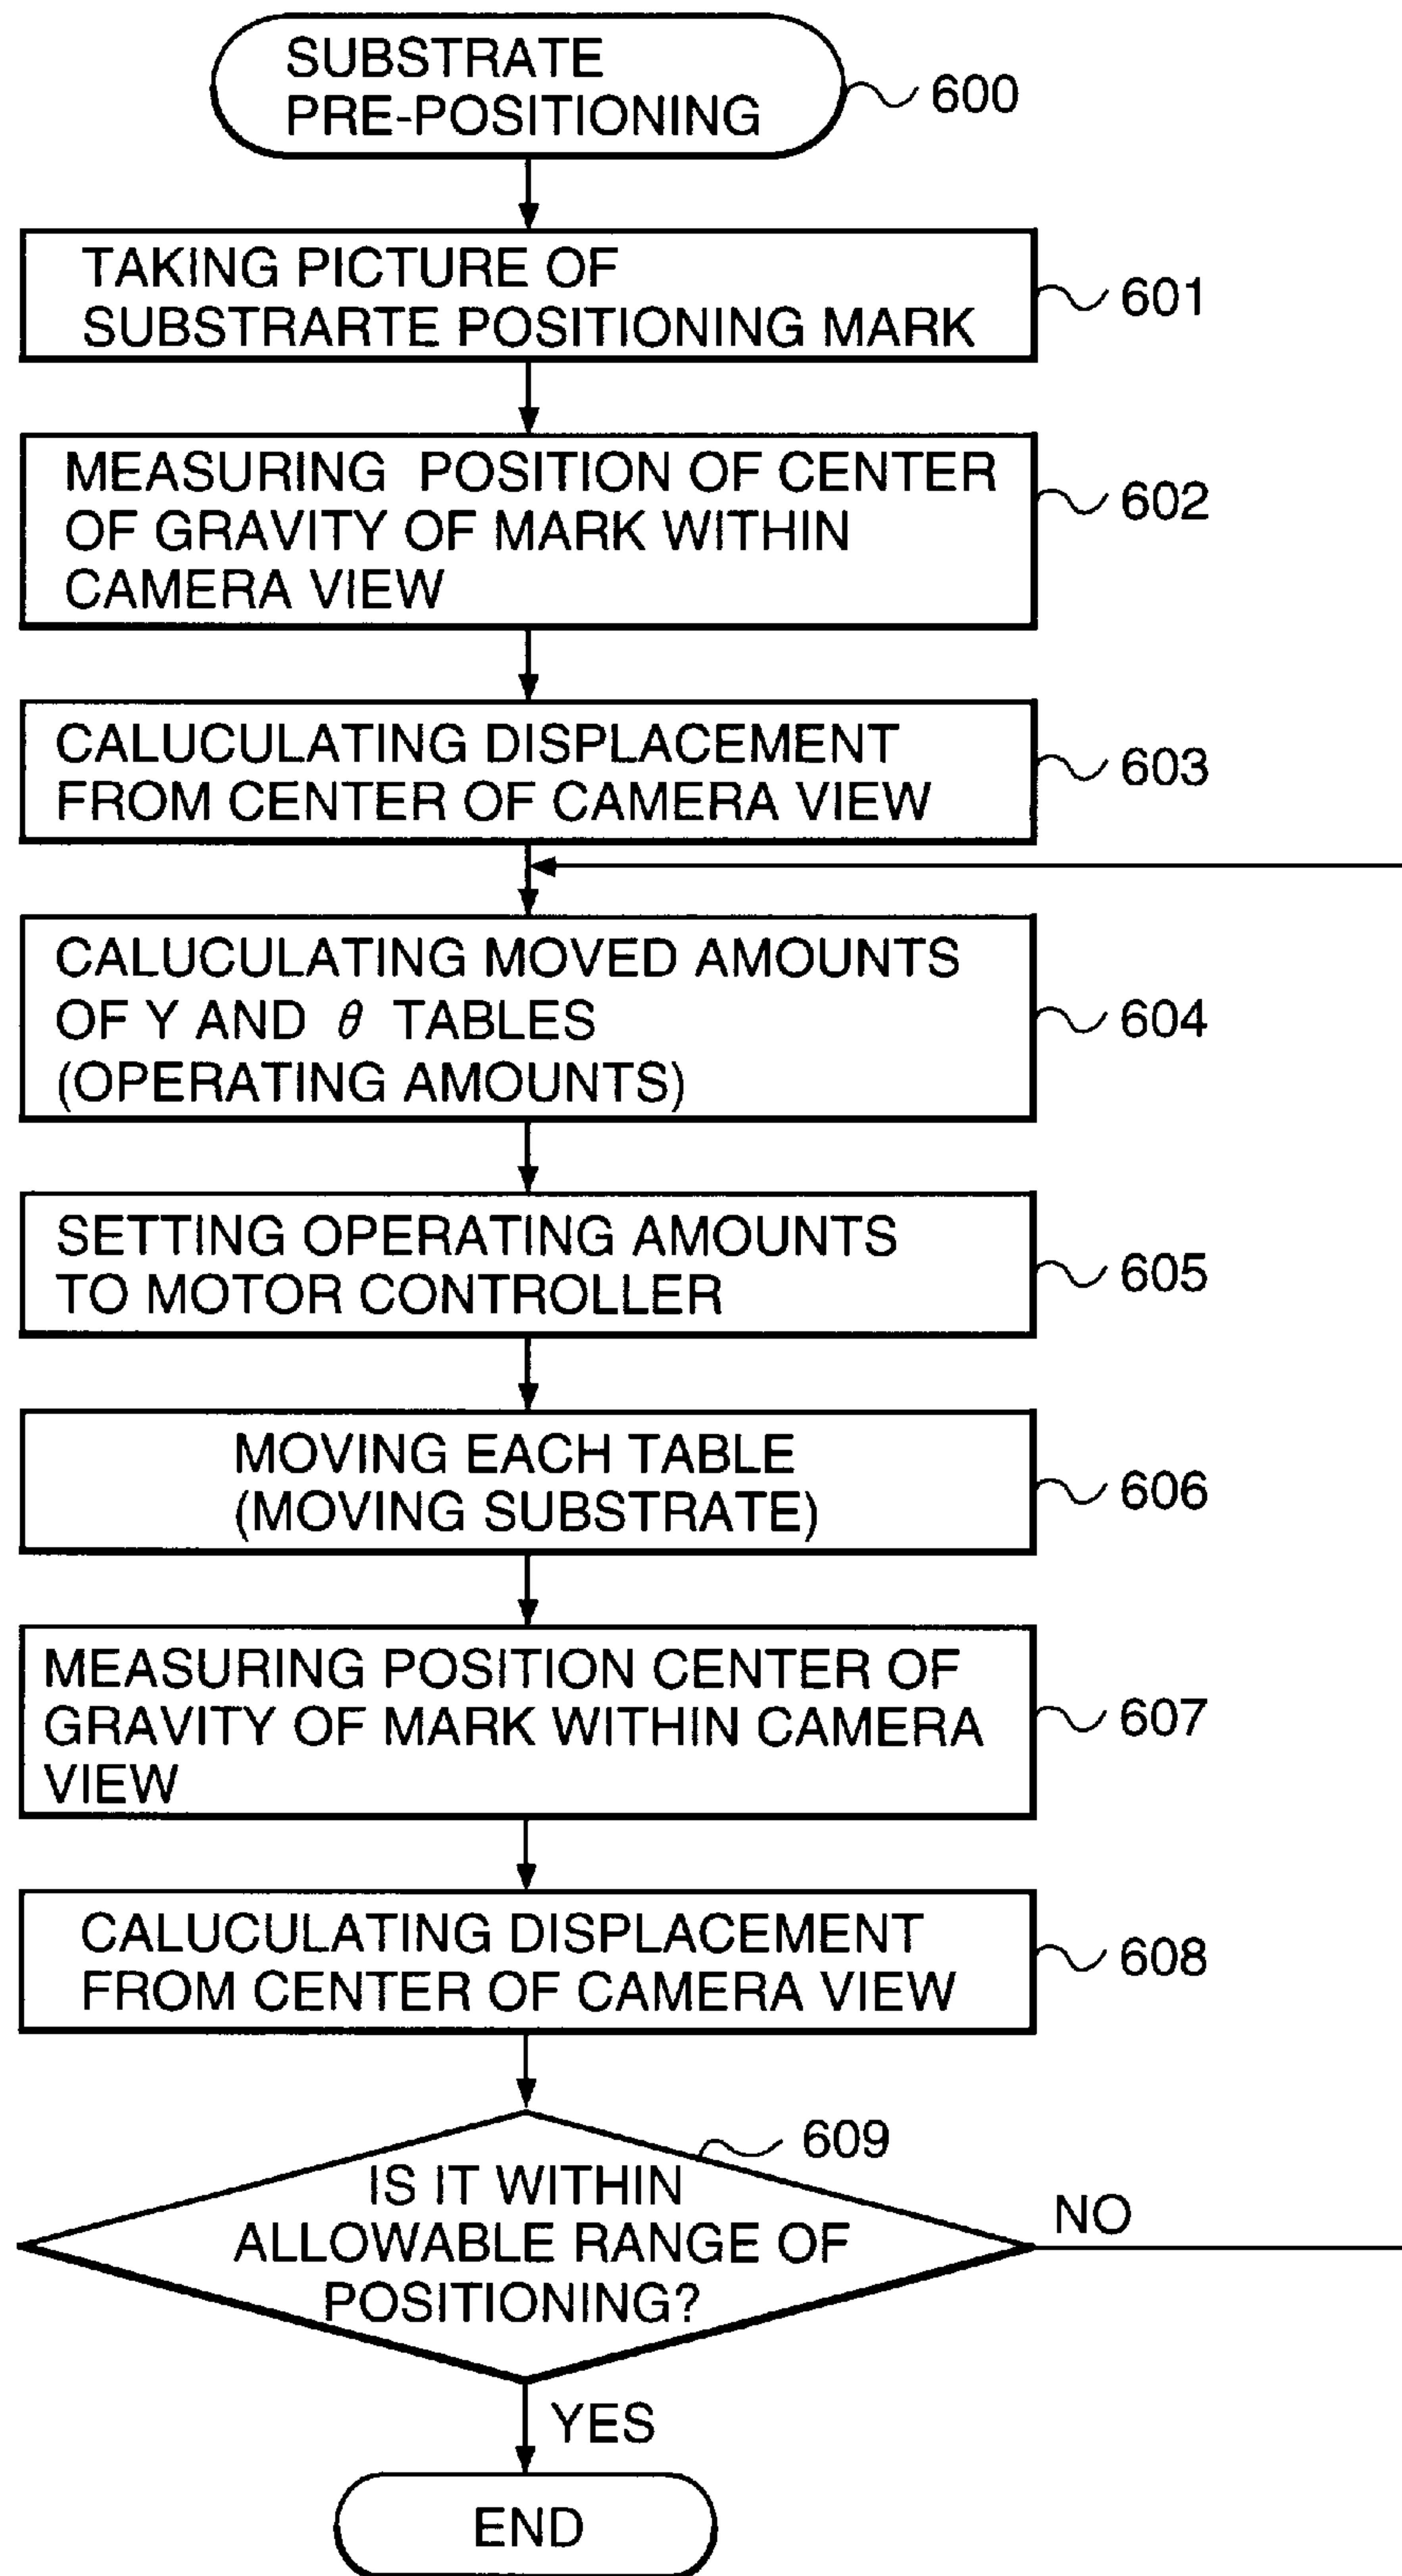 SUBSTRATE
PRE-POSITIONING
600
TAKING PICTURE OF
SUBSTRARTE POSITIONING MARK
601
MEASURING POSITION OF CENTER
OF GRAVITY OF MARK WITHIN
CAMERA VIEW
602
CALUCULATING DISPLACEMENT
FROM CENTER OF CAMERA VIEW
603
CALUCULATING MOVED AMOUNTS
OF Y AND θ TABLES
(OPERATING AMOUNTS)
604
SETTING OPERATING AMOUNTS
TO MOTOR CONTROLLER
605
MOVING EACH TABLE
(MOVING SUBSTRATE)
606
MEASURING POSITION CENTER OF
GRAVITY OF MARK WITHIN CAMERA
VIEW
607
CALUCULATING DISPLACEMENT
FROM CENTER OF CAMERA VIEW
608
609
IS IT WITHIN
ALLOWABLE RANGE OF
POSITIONING?
NO
YES
END